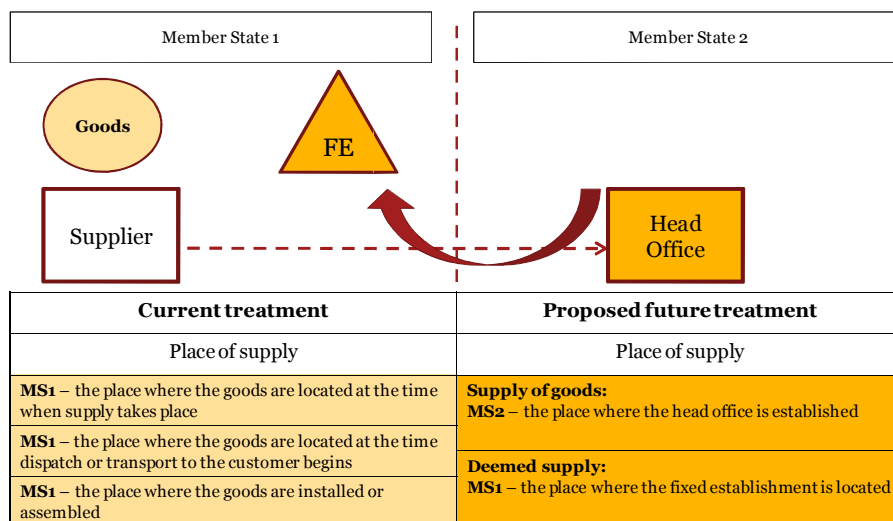 Member State 1
Member State 2
Goods
FE
Supplier
Head
Office
Current treatment
Proposed future treatment
Place of supply
Place of supply
MS1 – the place where the goods are located at the time
when supply takes place
MS1 – the place where the goods are located at the time
dispatch or transport to the customer begins
MS1 – the place where the goods are installed or
assembled
Supply of goods:
MS2 – the place where the head office is established
Deemed supply:
MS1 – the place where the fixed establishment is located